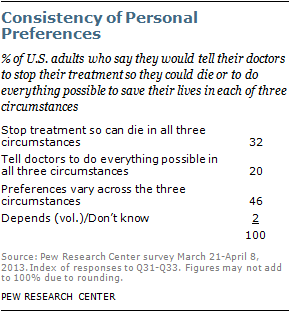 Consistency of Personal
Preferences
% of U.S. adults who say they would tell their doctors
to stop their treatment so they could die or to do
everything possible to save their lives in each of three
circumstances
Stop treatment so can die in all three
circumstances 32
Tell doctors to do everything possible in
all three circumstances 20
Preferences vary across the three
circumstances 46
Depends (vol.)/Don’t know 2
100
Source: Pew Research Center survey March 21-April 8,
2013. Index of responses to Q31-Q33. Figures may not add
to 100% due to rounding.
PEW RESEARCH CENTER